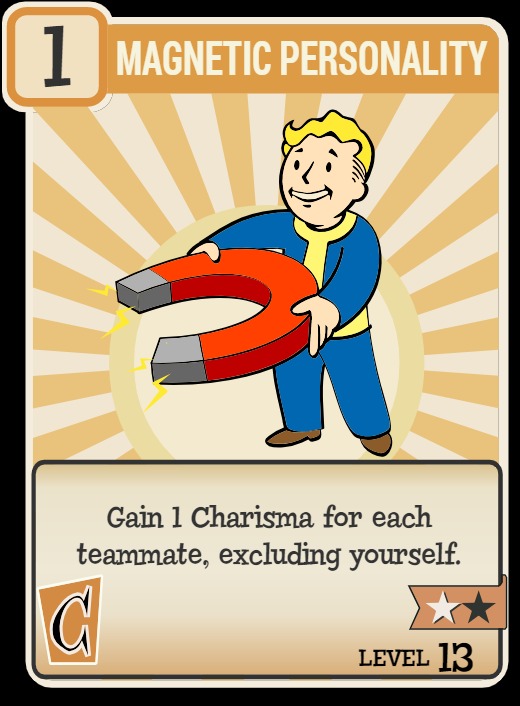 1
MAGNETIC PERSONALITY
Gain 1 Charisma for each
teammate, excluding yourself.
C
LEVEL 13